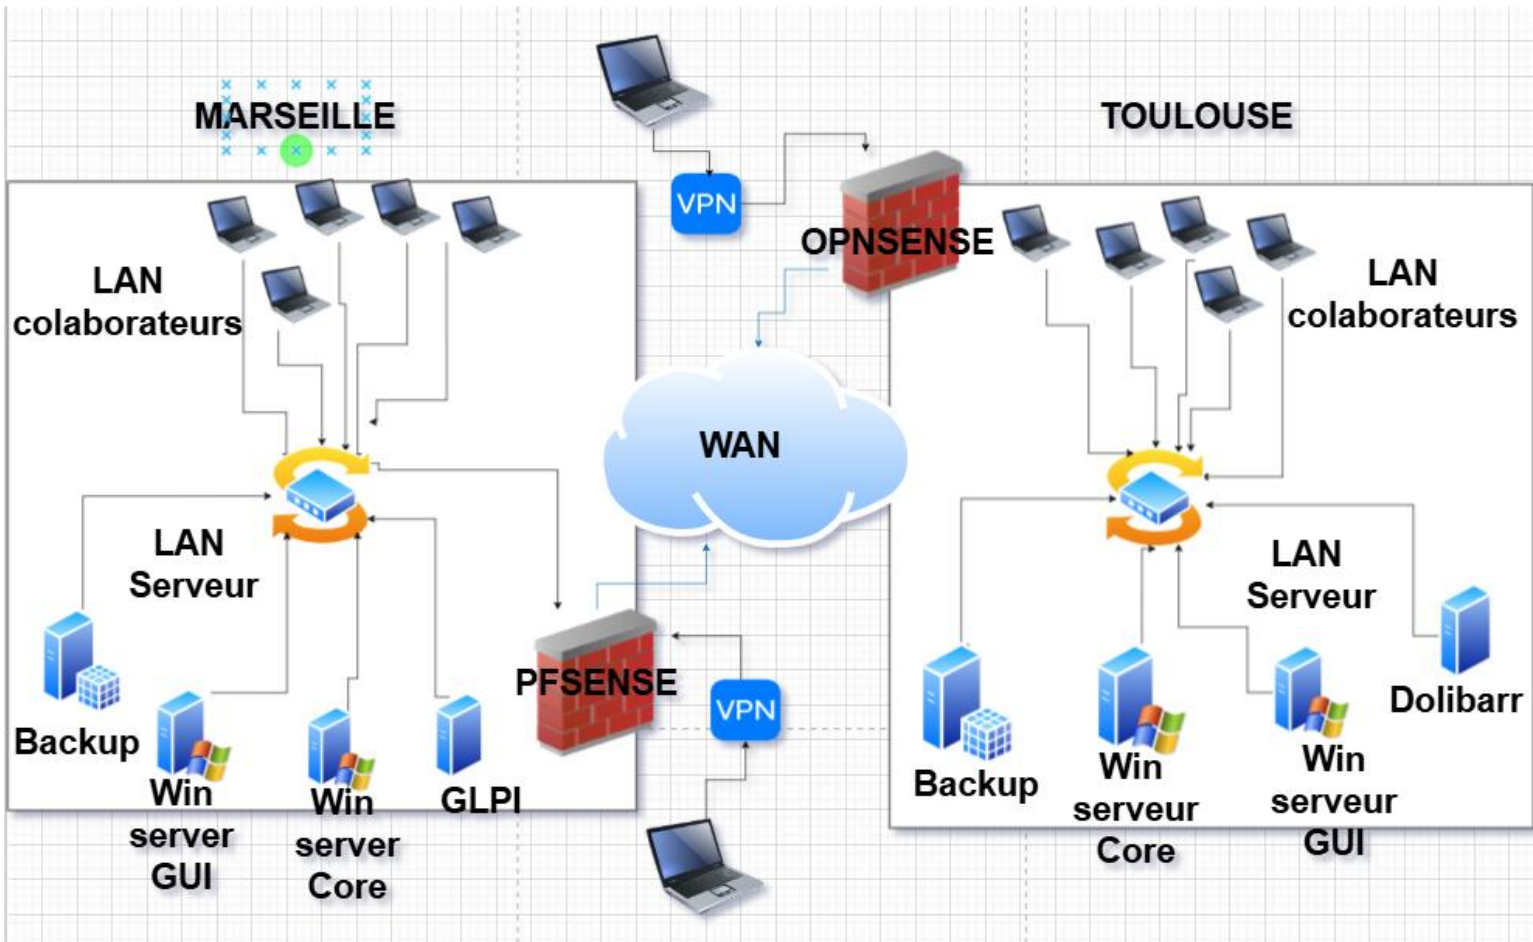 MARSEILLE
TOULOUSE
VPN
OPNSENSE
LAN
colaborateurs
LAN
colaborateurs
WAN
LAN
Serveur
LAN
Serveur
PFSENSE
VPN
Backup
Win
server
GUI
Win
server
Core
GLPI
Backup
Win
serveur
Core
Win
serveur
GUI
Dolibarr